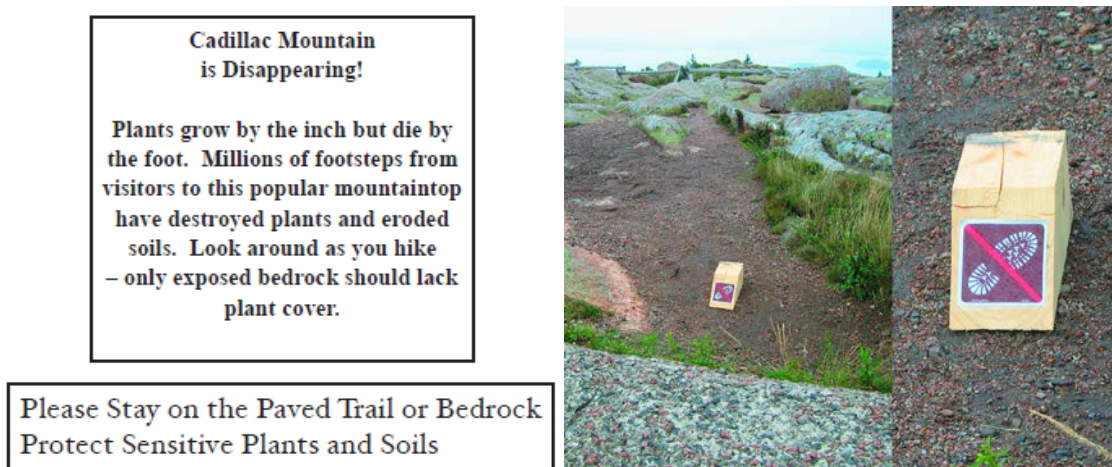 Cadillac Mountain
is Disappearing!
Plants grow by the inch but die by
the foot.  Millions of footsteps from
visitors to this popular mountaintop
have destroyed plants and eroded
soils.  Look around as you hike
– only exposed bedrock should lack
plant cover.
Please Stay on the Paved Trail or Bedrock
Protect Sensitive Plants and Soils